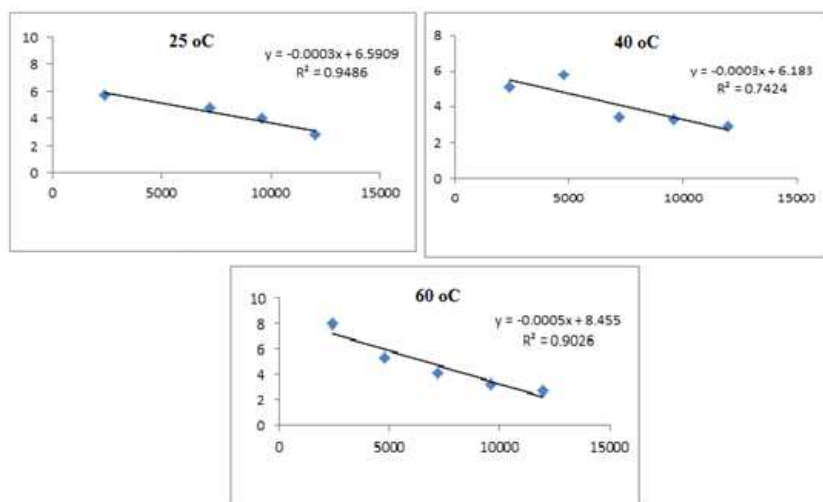 25 oC
y = -0.0003x + 6.5909
R² = 0.9486
10
8
6
4
2
0
0 5000 10000 15000
40 oC
y = -0.0003x + 6.183
R² = 0.7424
8
6
4
2
0
0 5000 10000 15000
60 oC
y = -0.0005x + 8.455
R² = 0.9026
10
8
6
4
2
0
0 5000 10000 15000